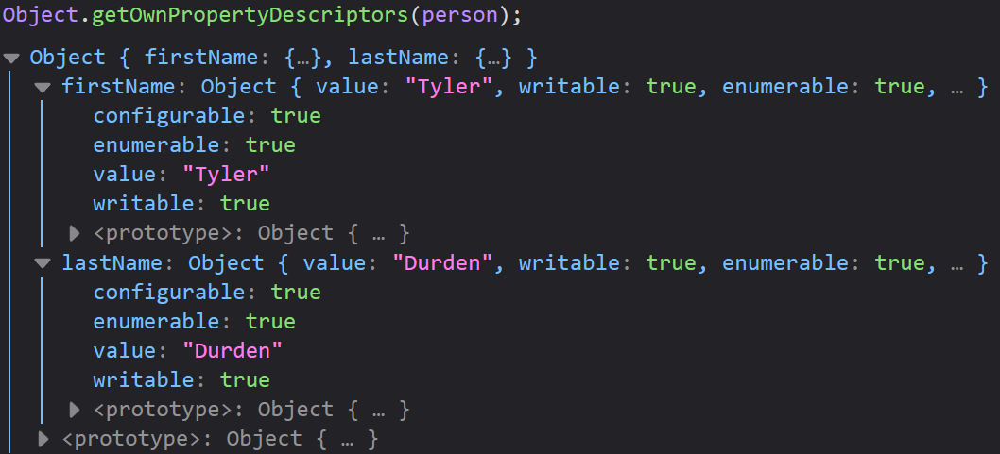 Object.getOwnPropertyDescriptors(person);
Object { firstName: {…}, lastName: {…} }
firstName: Object { value: "Tyler", writable: true, enumerable: true, … }
configurable: true
enumerable: true
value: "Tyler"
writable: true
<prototype>: Object { … }
lastName: Object { value: "Durden", writable: true, enumerable: true, … }
configurable: true
enumerable: true
value: "Durden"
writable: true
<prototype>: Object { … }
<prototype>: Object { … }